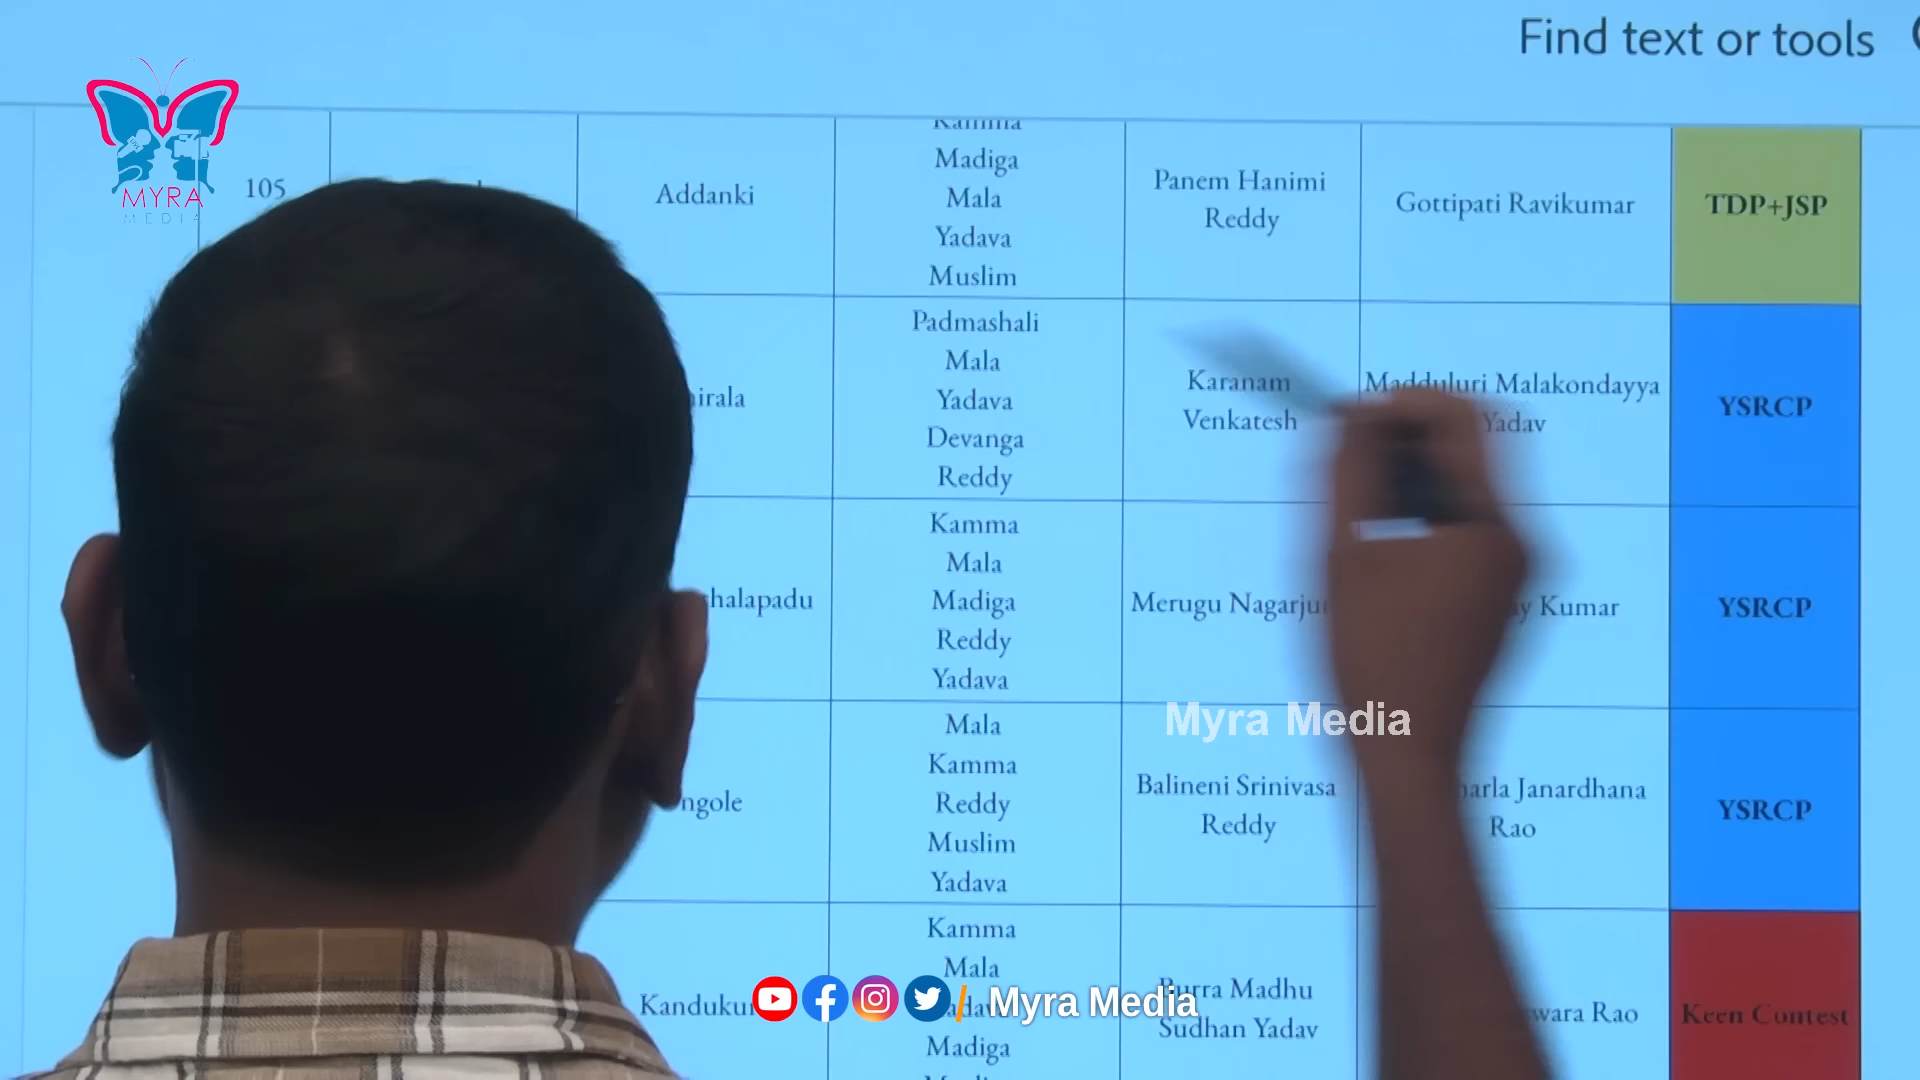 Find text or tools
MYRA
MEDIA
105
Addanki
Kamma
Madiga
Mala
Yadava
Muslim
Panem Hanimi
Reddy
Gottipati Ravikumar
TDP+JSP
irala
Padmashali
Mala
Yadava
Devanga
Reddy
Karanam
Venkatesh
Madduluri Malakondayya
Yadav
YSRCP
halapadu
Kamma
Mala
Madiga
Reddy
Yadava
Merugu Nagarju
y Kumar
YSRCP
ngole
Mala
Kamma
Reddy
Muslim
Yadava
Balineni Srinivasa
Reddy
arla Janardhana
Rao
YSRCP
Myra Media
Kanduku
Kamma
Mala
adava
Madiga
Burra Madhu
Sudhan Yadav
swara Rao
Keen Contest
/ Myra Media